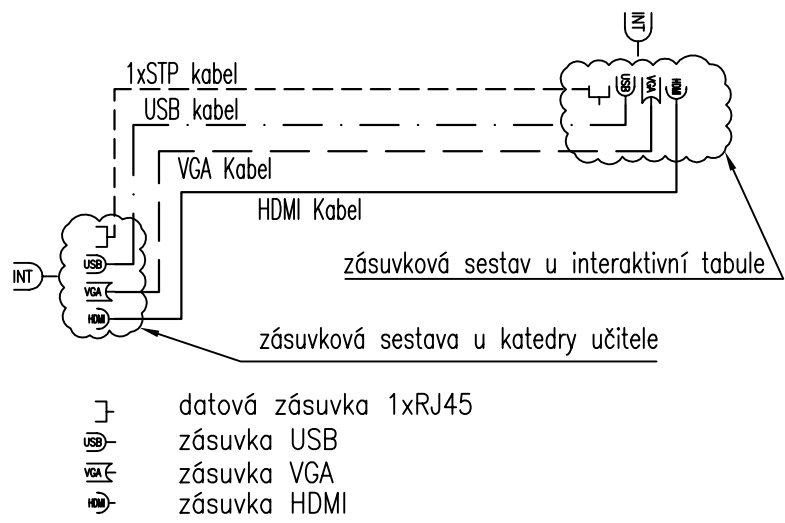 INT
1xSTP kabel
USB VGA HDMI
USB kabel
VGA Kabel
HDMI Kabel
INT
USB
VGA
HDMI
zásuvková sestav u interaktivní tabule
zásuvková sestava u katedry učitele
datová zásuvka 1xRJ45
USB zásuvka USB
VGA zásuvka VGA
HDMI zásuvka HDMI